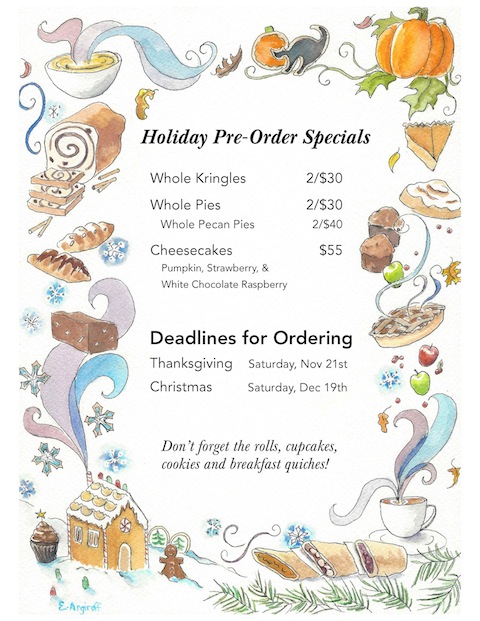 Holiday Pre-Order Specials
Whole Kringles 2/$30
Whole Pies 2/$30
Whole Pecan Pies 2/$40
Cheesecakes $55
Pumpkin, Strawberry, &
White Chocolate Raspberry
Deadlines for Ordering
Thanksgiving Saturday, Nov 21st
Christmas Saturday, Dec 19th
Don't forget the rolls, cupcakes,
cookies and breakfast quiches!
E. Argiroff